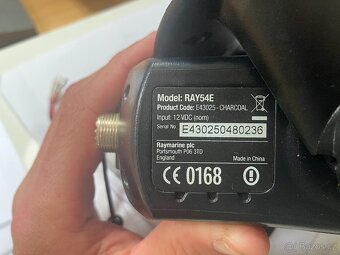 Model: RAY54E
Product Code: E43025 - CHARCOAL
Input: 12 VDC (nom)
Serial No. E430250480236
Raymarine plc
Portsmouth PO6 3TD
England
Made in China
CE 0168